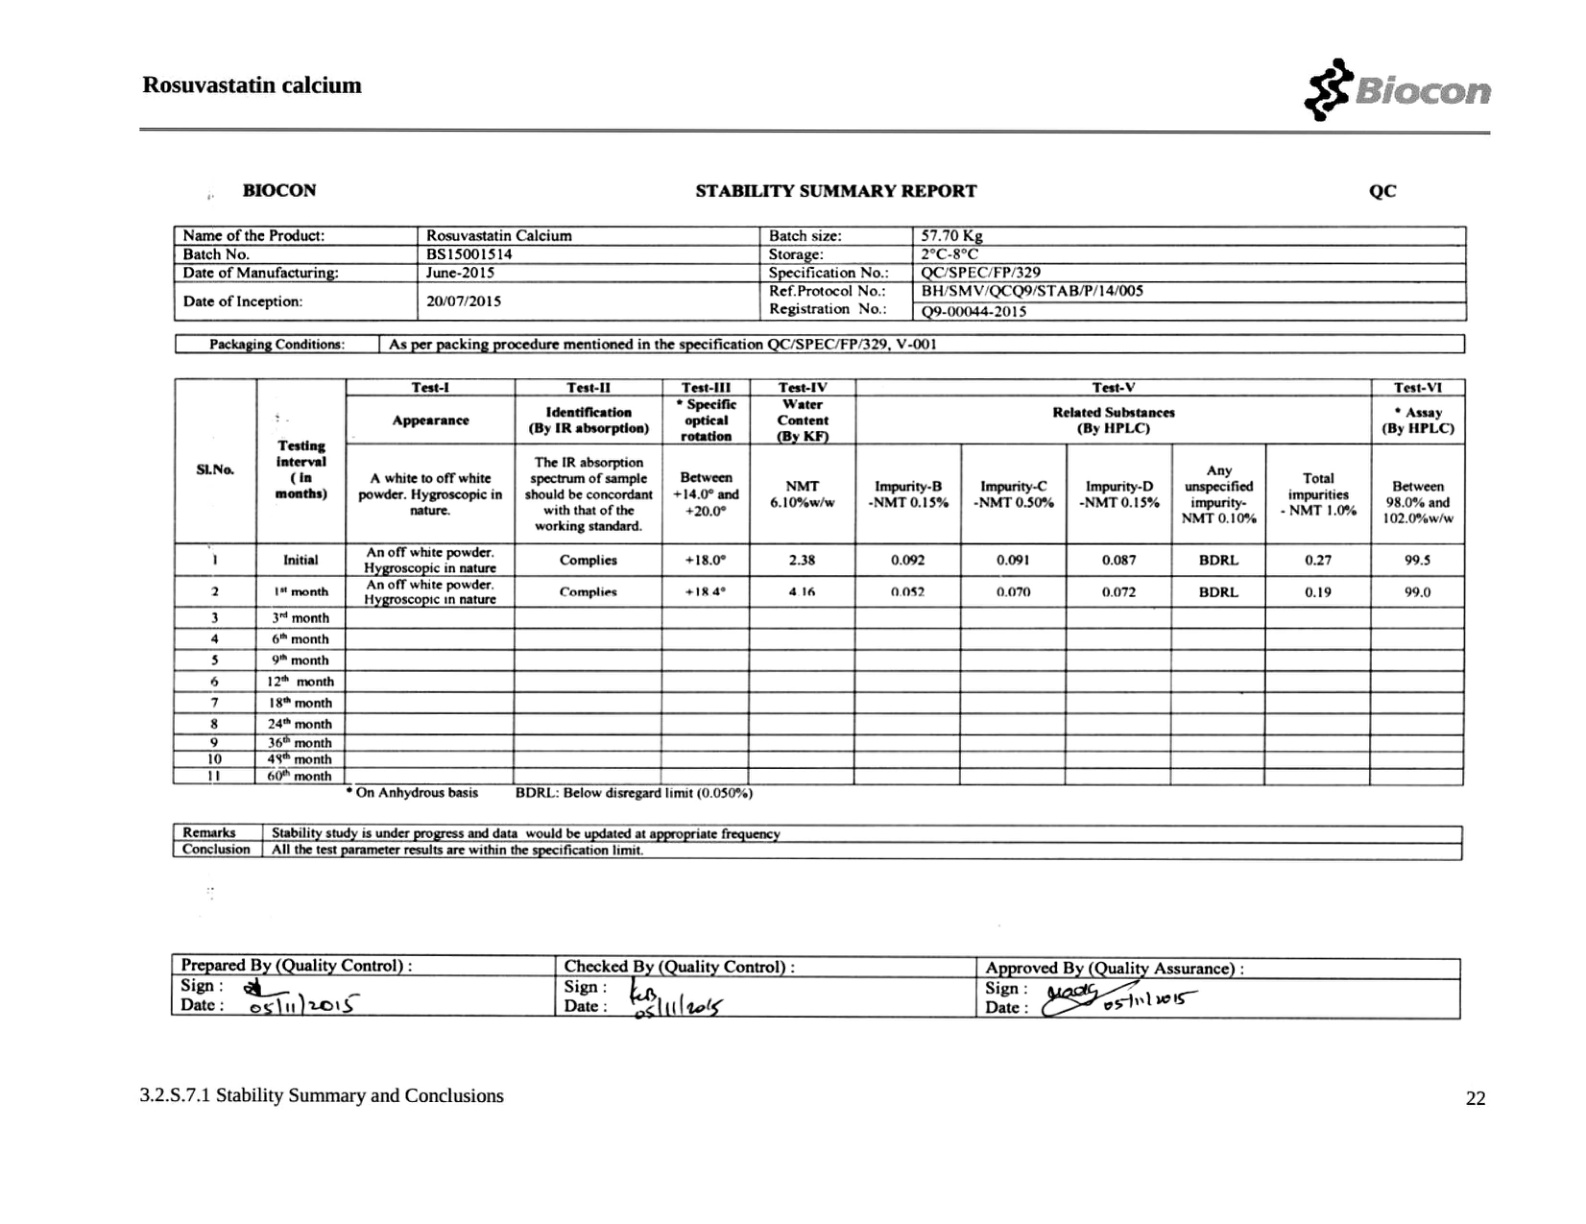 Rosuvastatin calcium
Biocon
BIOCON STABILITY SUMMARY REPORT QC
Name of the Product: Rosuvastatin Calcium Batch size: 57.70 Kg
Batch No. BS15001514 Storage: 2°C-8°C
Date of Manufacturing: June-2015 Specification No.: QC/SPEC/FP/329
Date of Inception: 20/07/2015 Ref.Protocol No.: BH/SMV/QCQ9/STAB/P/14/005
Registration No.: Q9-00044-2015
Packaging Conditions: As per packing procedure mentioned in the specification QC/SPEC/FP/329, V-001
Sl.No. Testing interval ( in months) Test-I Test-II Test-III Test-IV Test-V Test-VI
Appearance Identification (By IR absorption) * Specific optical rotation Water Content (By KF) Related Substances (By HPLC) * Assay (By HPLC)
A white to off white powder. Hygroscopic in nature. The IR absorption spectrum of sample should be concordant with that of the working standard. Between +14.0° and +20.0° NMT 6.10%w/w Impurity-B -NMT 0.15% Impurity-C -NMT 0.50% Impurity-D -NMT 0.15% Any unspecified impurity- NMT 0.10% Total impurities - NMT 1.0% Between 98.0% and 102.0%w/w
1 Initial An off white powder. Hygroscopic in nature Complies +18.0° 2.38 0.092 0.091 0.087 BDRL 0.27 99.5
2 1st month An off white powder. Hygroscopic in nature Complies +18.4° 4.16 0.052 0.070 0.072 BDRL 0.19 99.0
3 3rd month
4 6th month
5 9th month
6 12th month
7 18th month
8 24th month
9 36th month
10 48th month
11 60th month
* On Anhydrous basis BDRL: Below disregard limit (0.050%)
Remarks Stability study is under progress and data would be updated at appropriate frequency
Conclusion All the test parameter results are within the specification limit.
Prepared By (Quality Control) : Checked By (Quality Control) : Approved By (Quality Assurance) :
Sign : Sign : Sign :
Date : 05/11/2015 Date : 05/11/2015 Date : 05/11/2015
3.2.S.7.1 Stability Summary and Conclusions 22